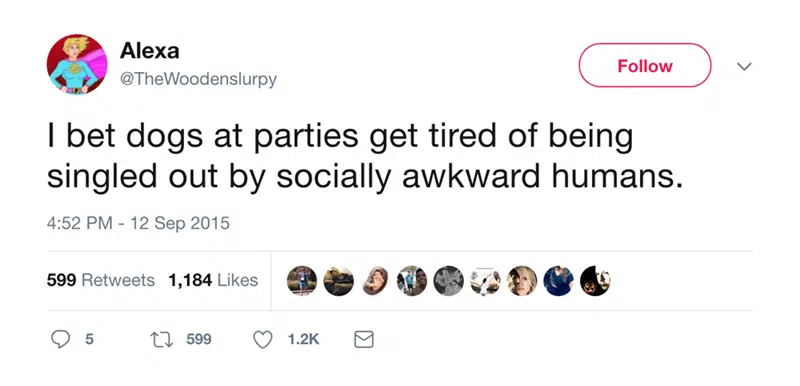 Alexa
@TheWoodenslurpy
Follow
I bet dogs at parties get tired of being
singled out by socially awkward humans.
4:52 PM - 12 Sep 2015
599 Retweets 1,184 Likes
5 599 1.2K